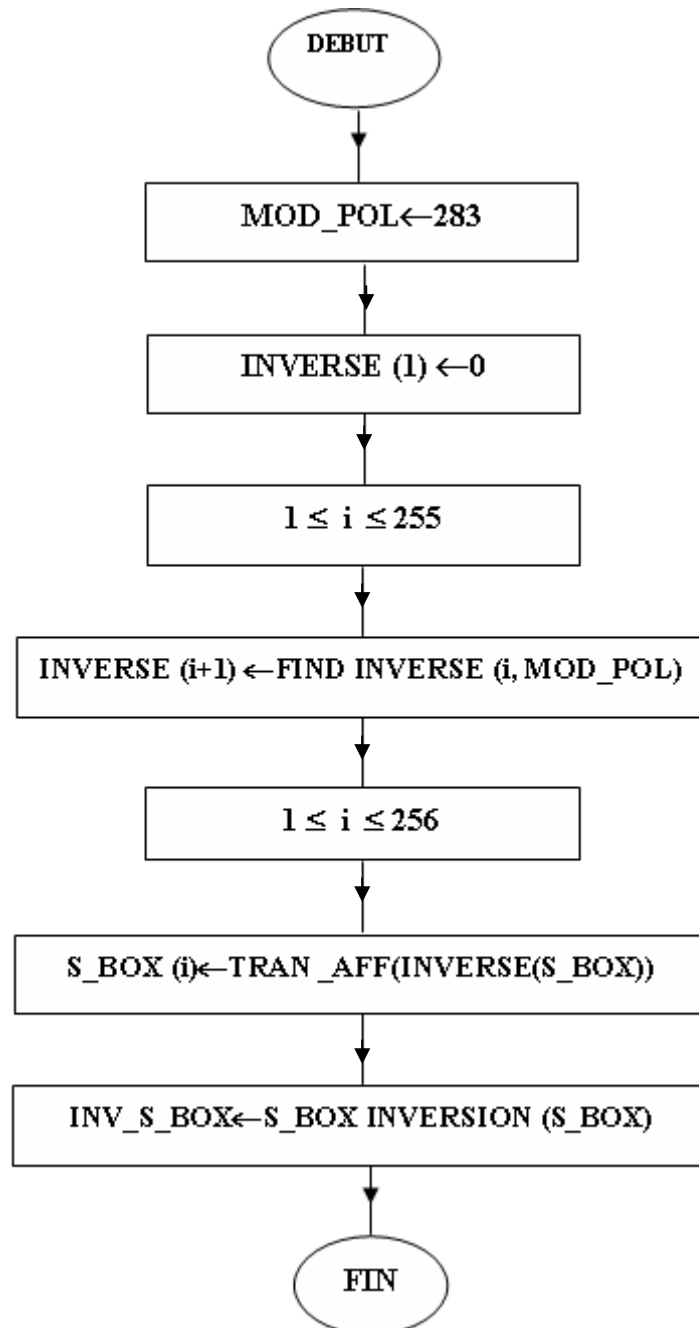 DEBUT
MOD_POL←283
INVERSE (1) ←0
1 ≤ i ≤ 255
INVERSE (i+1) ←FIND INVERSE (i, MOD_POL)
1 ≤ i ≤ 256
S_BOX (i)←TRAN _AFF(INVERSE(S_BOX))
INV_S_BOX←S_BOX INVERSION (S_BOX)
FIN